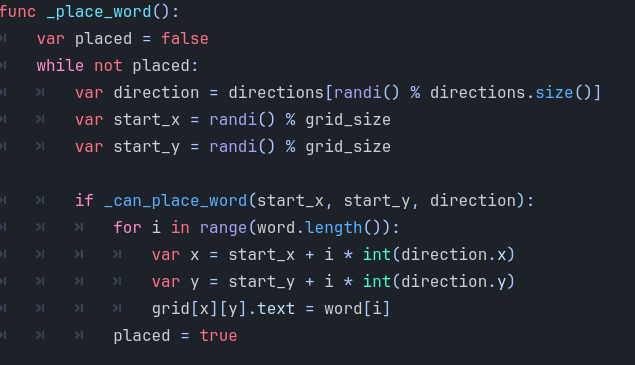 func _place_word():
    var placed = false
    while not placed:
        var direction = directions[randi() % directions.size()]
        var start_x = randi() % grid_size
        var start_y = randi() % grid_size
        if _can_place_word(start_x, start_y, direction):
            for i in range(word.length()):
                var x = start_x + i * int(direction.x)
                var y = start_y + i * int(direction.y)
                grid[x][y].text = word[i]
            placed = true